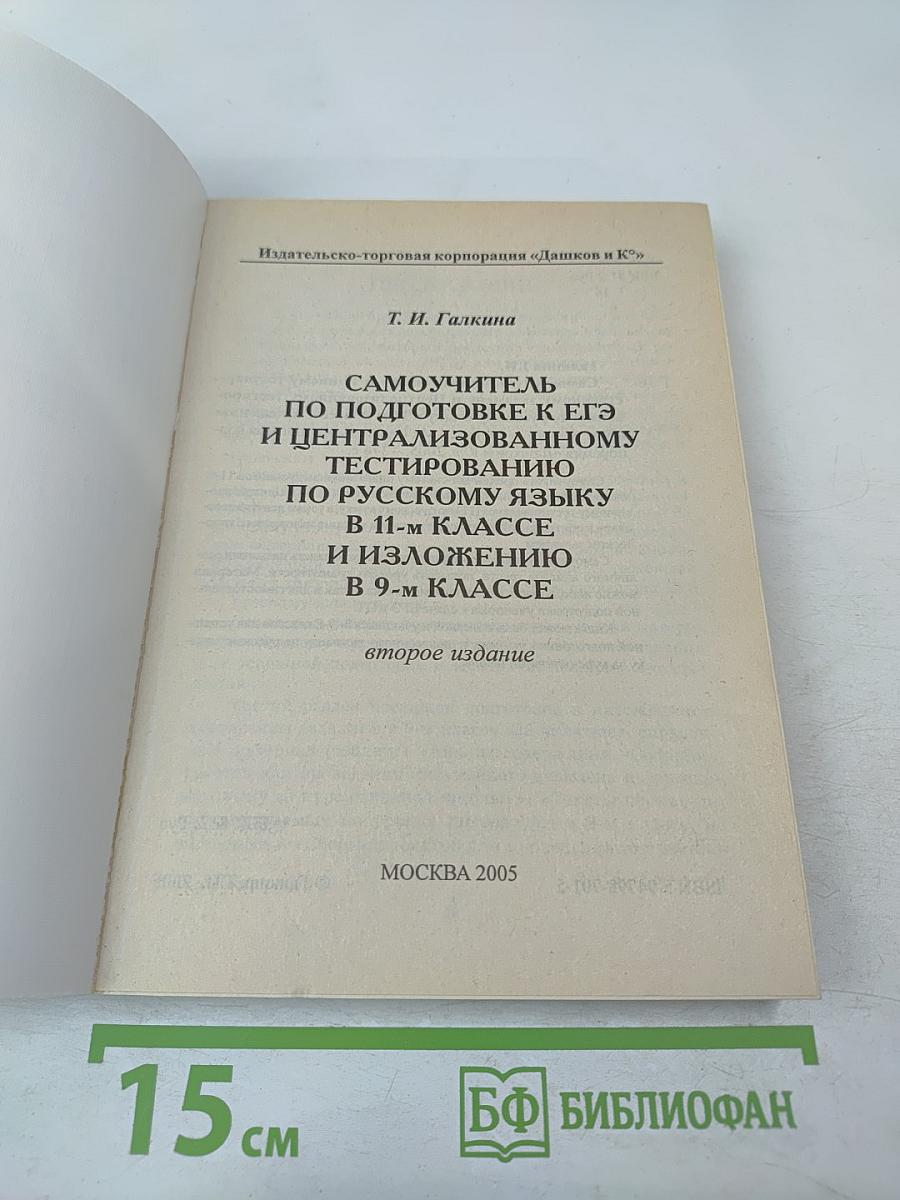 Издательско-торговая корпорация «Дашков и К°»
Т. И. Галкина
САМОУЧИТЕЛЬ
ПО ПОДГОТОВКЕ К ЕГЭ
И ЦЕНТРАЛИЗОВАННОМУ
ТЕСТИРОВАНИЮ
ПО РУССКОМУ ЯЗЫКУ
В 11-м КЛАССЕ
И ИЗЛОЖЕНИЮ
В 9-м КЛАССЕ
второе издание
МОСКВА 2005
15 см
БФ БИБЛИОФАН